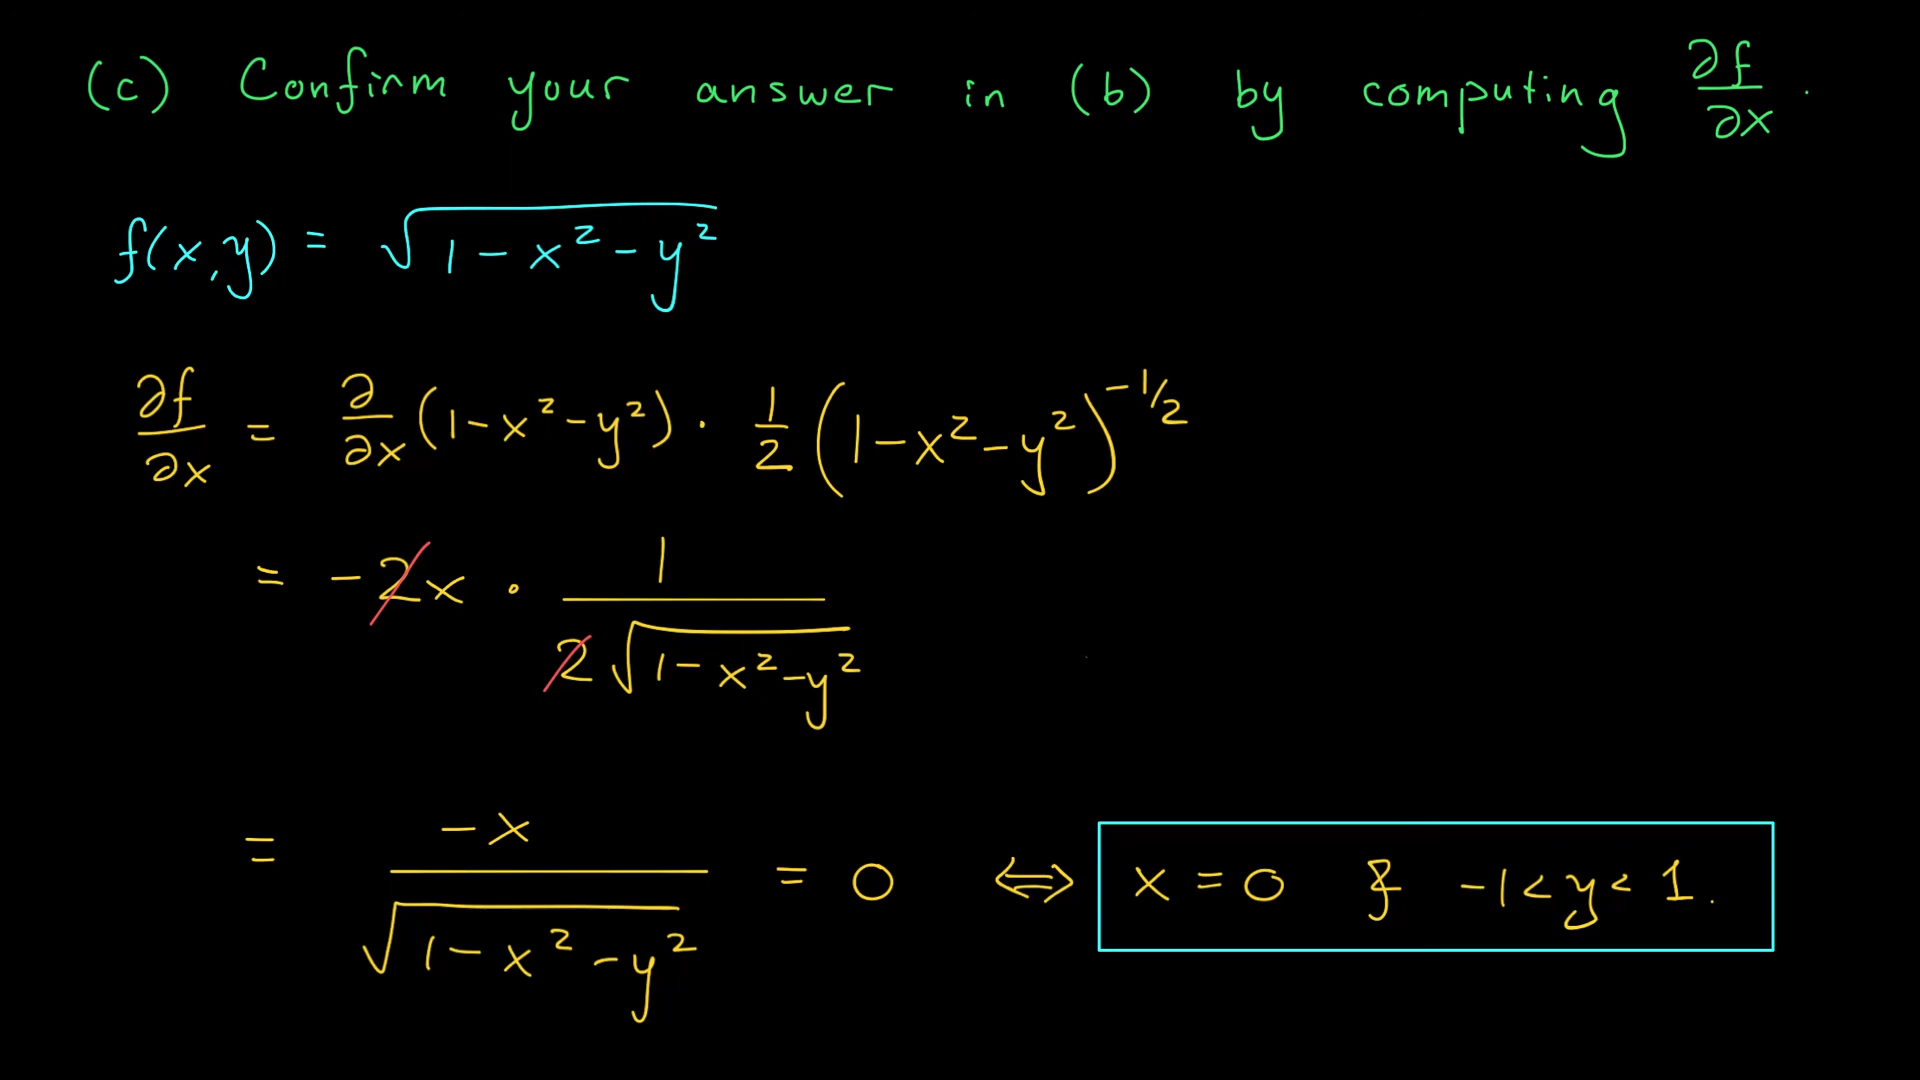 (c) Confirm your answer in (b) by computing ∂f/∂x.
f(x,y) = √(1-x²-y²)
∂f/∂x = ∂/∂x (1-x²-y²) · 1/2 (1-x²-y²)^(-1/2)
= -2x · 1/(2√(1-x²-y²))
= -x/√(1-x²-y²) = 0 ⟺ x = 0 & -1<y<1.